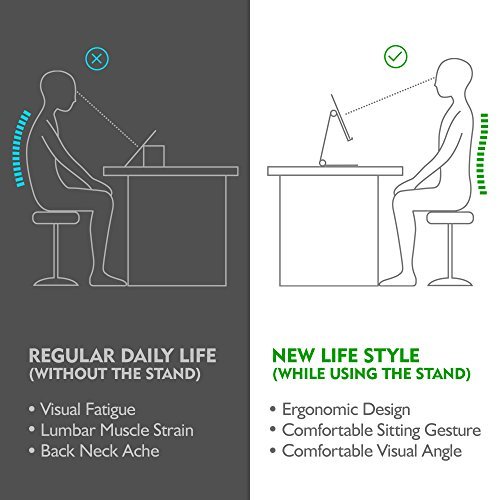 REGULAR DAILY LIFE
(WITHOUT THE STAND)
• Visual Fatigue
• Lumbar Muscle Strain
• Back Neck Ache
NEW LIFE STYLE
(WHILE USING THE STAND)
• Ergonomic Design
• Comfortable Sitting Gesture
• Comfortable Visual Angle